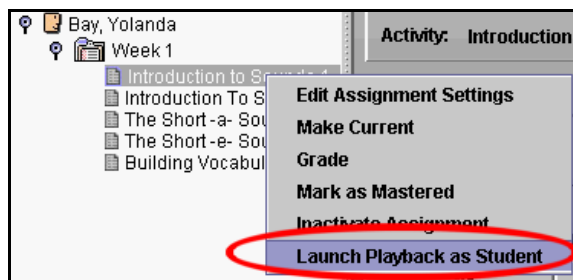 Bay, Yolanda
Week 1
Introduction to Sounds 1
Introduction To S
The Short -a- Sou
The Short -e- Sou
Building Vocabul
Activity: Introduction
Edit Assignment Settings
Make Current
Grade
Mark as Mastered
Inactivate Assignment
Launch Playback as Student